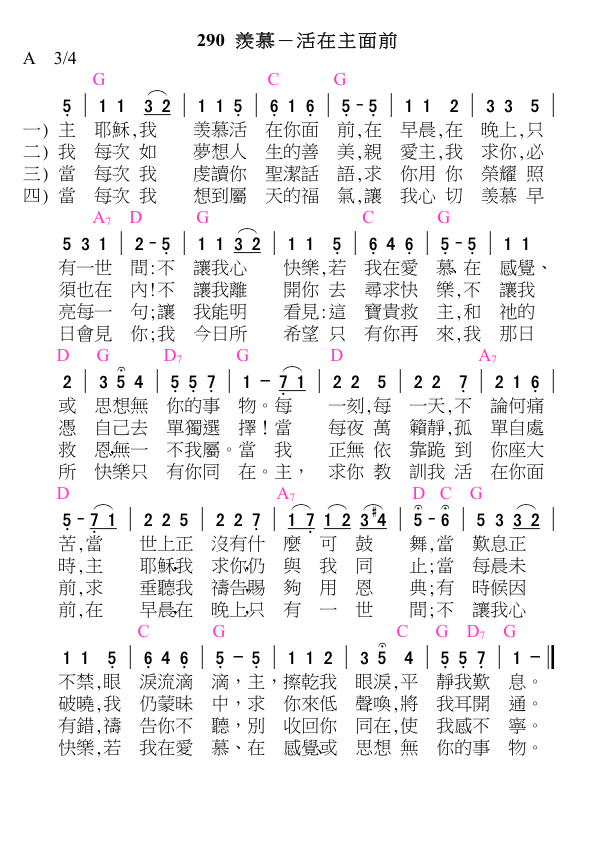 290 羨慕－活在主面前
A 3/4
G C G
5 | 1 1 3 2 | 1 1 5 | 6 1 6 | 5 - 5 | 1 1 2 | 3 3 5 |
一) 主 耶穌,我 羨慕活 在你面 前,在 早晨,在 晚上,只
二) 我 每次 如 夢想人 生的善 美,親 愛主,我 求你,必
三) 當 每次 我 虔讀你 聖潔話 語,求 你用 你 榮耀 照
四) 當 每次 我 想到屬 天的福 氣,讓 我心 切 羨慕 早
A7 D G C G
5 3 1 | 2 - 5 | 1 1 3 2 | 1 1 5 | 6 4 6 | 5 - 5 | 1 1
有一世 間:不 讓我心 快樂,若 我在愛 慕、在 感覺、
須也在 內!不 讓我離 開你 去 尋求快 樂,不 讓我
亮每一 句;讓 我能明 看見:這 寶貴救 主,和 祂的
日會見 你;我 今日所 希望 只 有你再 來,我 那日
D G D7 G D A7
2 | 3 5 4 | 5 5 7 | 1 - 7 1 | 2 2 5 | 2 2 7 | 2 1 6 |
或 思想無 你的事 物。每 一刻,每 一天,不 論何痛
憑 自己去 單獨選 擇!當 每夜 萬 籟靜,孤 單自處
救 恩,無一 不我屬。當 我 正無 依 靠跪 到 你座大
所 快樂只 有你同 在。主, 求你 教 訓我 活 在你面
D A7 D C G
5 - 7 1 | 2 2 5 | 2 2 7 | 1 7 1 2 3 #4 | 5 - 6 | 5 3 3 2 |
苦,當 世上正 沒有什 麼 可 鼓 舞,當 歎息正
時,主 耶穌,我 求你,仍 與 我 同 止;當 每晨未
前,求 垂聽我 禱告,賜 夠 用 恩 典;有 時候因
前,在 早晨,在 晚上,只 有 一 世 間;不 讓我心
C G C G D7 G
1 1 5 | 6 4 6 | 5 - 5 | 1 1 2 | 3 5 4 | 5 5 7 | 1 - ‖
不禁,眼 淚流滴 滴,主,擦乾我 眼淚,平 靜我歎 息。
破曉,我 仍蒙昧 中,求 你來低 聲喚,將 我耳開 通。
有錯,禱 告你不 聽,別 收回你 同在,使 我感不 寧。
快樂,若 我在愛 慕、在 感覺,或 思想 無 你的事 物。